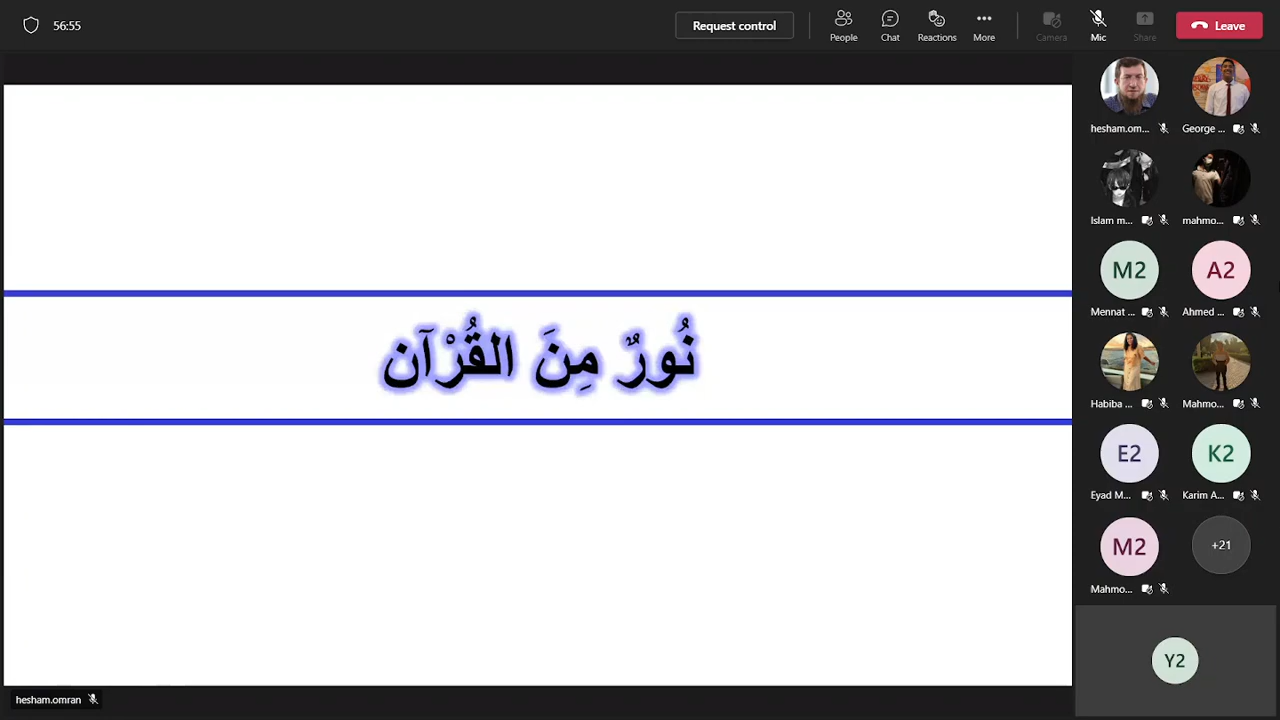 56:55
Request control
People
Chat
Reactions
More
Camera
Mic
Share
Leave
hesham.om...
George ...
Islam m...
mahmo...
M2
A2
Mennat ...
Ahmed ...
Habiba ...
Mahmo...
E2
K2
Eyad M...
Karim A...
M2
+21
Mahmo...
Y2
نُورٌ مِنَ القُرْآن
hesham.omran